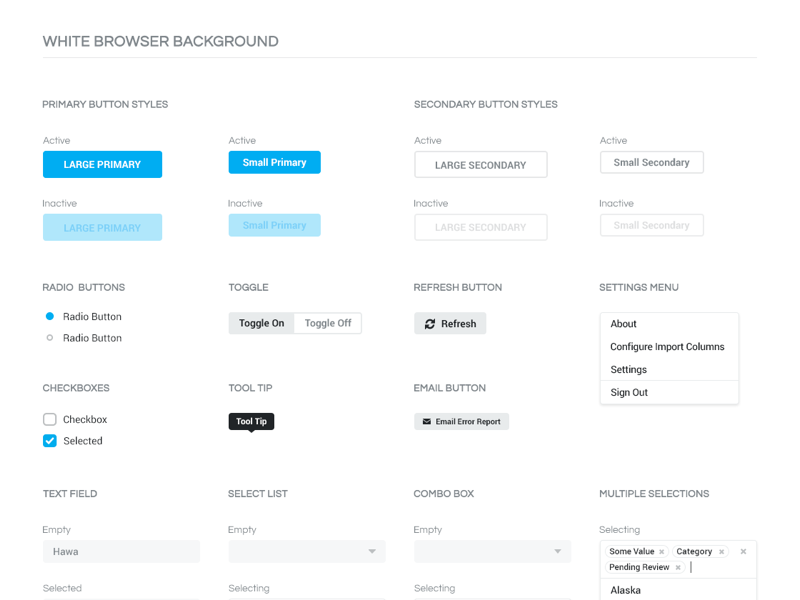 WHITE BROWSER BACKGROUND
PRIMARY BUTTON STYLES
SECONDARY BUTTON STYLES
Active
Active
Active
Active
LARGE PRIMARY
Small Primary
LARGE SECONDARY
Small Secondary
Inactive
Inactive
Inactive
Inactive
LARGE PRIMARY
Small Primary
LARGE SECONDARY
Small Secondary
RADIO BUTTONS
TOGGLE
REFRESH BUTTON
SETTINGS MENU
Radio Button
Radio Button
Toggle On
Toggle Off
Refresh
About
Configure Import Columns
Settings
Sign Out
CHECKBOXES
TOOL TIP
EMAIL BUTTON
Checkbox
Selected
Tool Tip
Email Error Report
TEXT FIELD
SELECT LIST
COMBO BOX
MULTIPLE SELECTIONS
Empty
Empty
Empty
Selecting
Hawa
Some Value
Category
Pending Review
Alaska
Selected
Selecting
Selecting